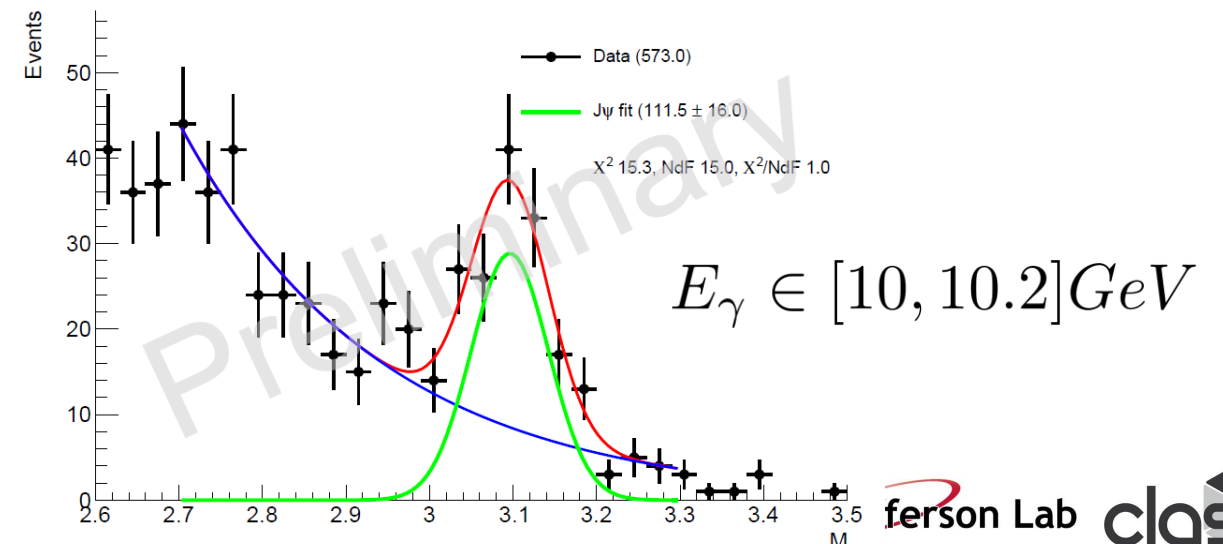 Events
50
40
30
20
10
0
Data (573.0)
Jψ fit (111.5 ± 16.0)
Χ² 15.3, NdF 15.0, Χ²/NdF 1.0
Preliminary
E_γ ∈ [10, 10.2]GeV
2.6 2.7 2.8 2.9 3 3.1 3.2 3.3 3.4 3.5
M
ferson Lab
clas